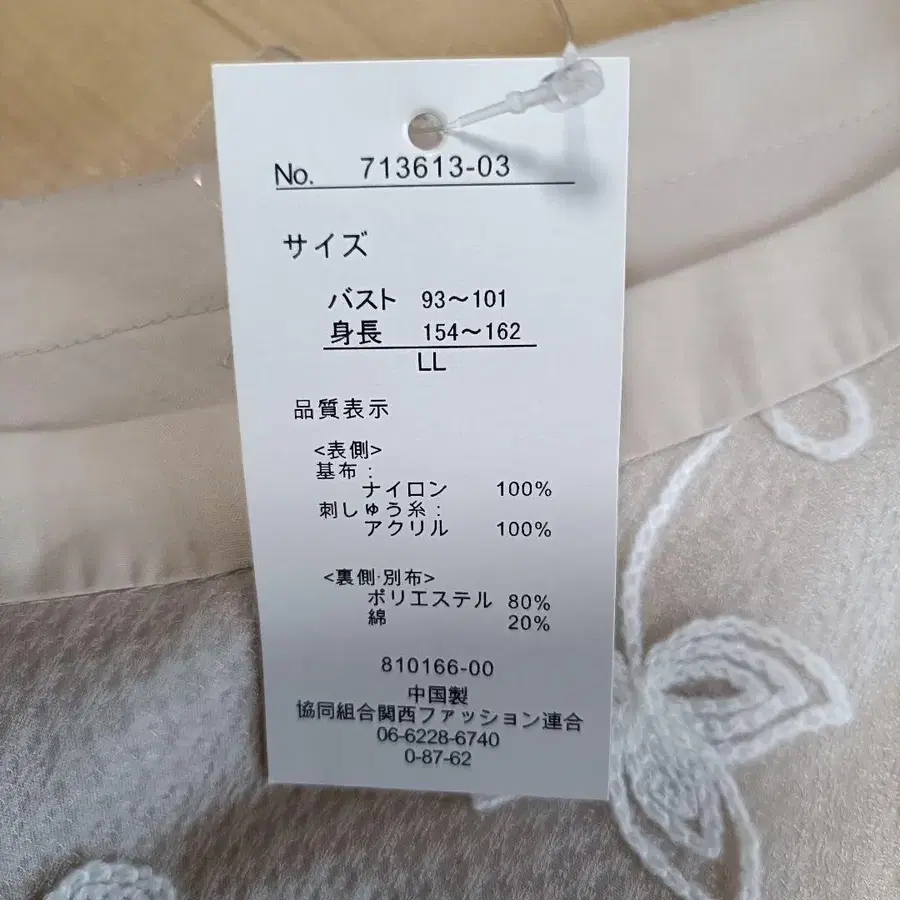 No. 713613-03
サイズ
バスト 93～101
身長 154～162
LL
品質表示
<表側>
基布：
ナイロン 100%
刺しゅう糸：
アクリル 100%
<裏側·別布>
ポリエステル 80%
綿 20%
810166-00
中国製
協同組合関西ファッション連合
06-6228-6740
0-87-62